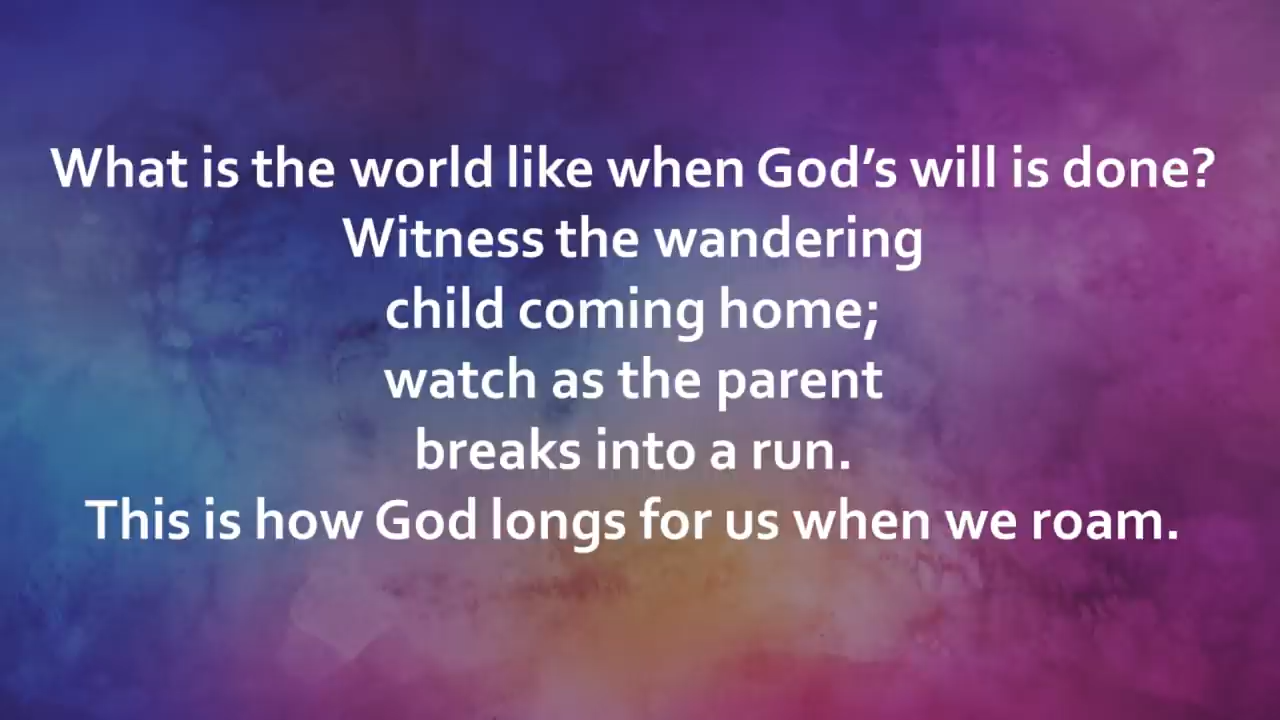 What is the world like when God’s will is done?
Witness the wandering
child coming home;
watch as the parent
breaks into a run.
This is how God longs for us when we roam.